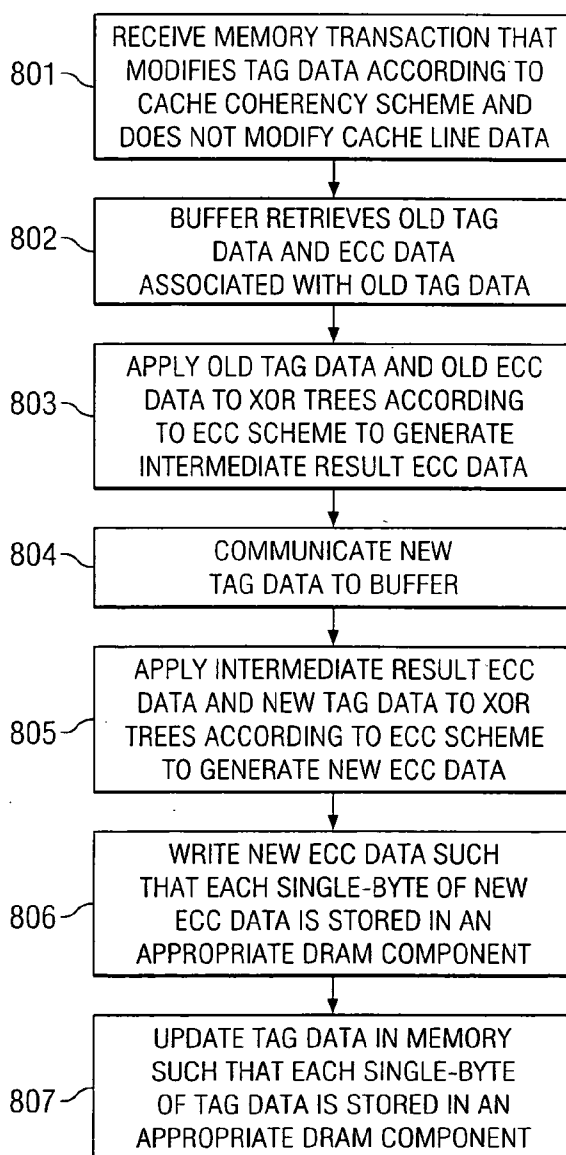 801
RECEIVE MEMORY TRANSACTION THAT
MODIFIES TAG DATA ACCORDING TO
CACHE COHERENCY SCHEME AND
DOES NOT MODIFY CACHE LINE DATA
802
BUFFER RETRIEVES OLD TAG
DATA AND ECC DATA
ASSOCIATED WITH OLD TAG DATA
803
APPLY OLD TAG DATA AND OLD ECC
DATA TO XOR TREES ACCORDING
TO ECC SCHEME TO GENERATE
INTERMEDIATE RESULT ECC DATA
804
COMMUNICATE NEW
TAG DATA TO BUFFER
805
APPLY INTERMEDIATE RESULT ECC
DATA AND NEW TAG DATA TO XOR
TREES ACCORDING TO ECC SCHEME
TO GENERATE NEW ECC DATA
806
WRITE NEW ECC DATA SUCH
THAT EACH SINGLE-BYTE OF NEW
ECC DATA IS STORED IN AN
APPROPRIATE DRAM COMPONENT
807
UPDATE TAG DATA IN MEMORY
SUCH THAT EACH SINGLE-BYTE
OF TAG DATA IS STORED IN AN
APPROPRIATE DRAM COMPONENT